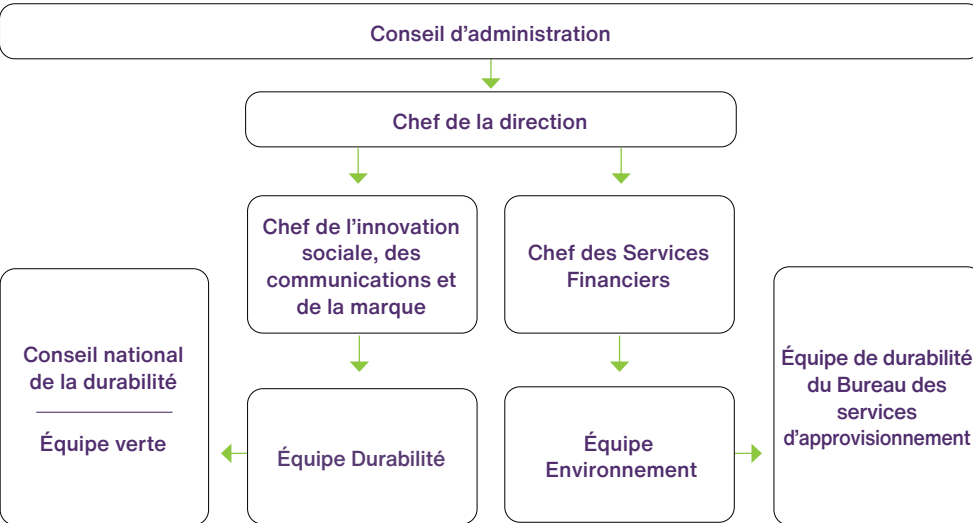 Conseil d’administration
Chef de la direction
Chef de l’innovation
sociale, des
communications et
de la marque
Chef des Services
Financiers
Conseil national
de la durabilité
Équipe verte
Équipe Durabilité
Équipe
Environnement
Équipe de durabilité
du Bureau des
services
d’approvisionnement